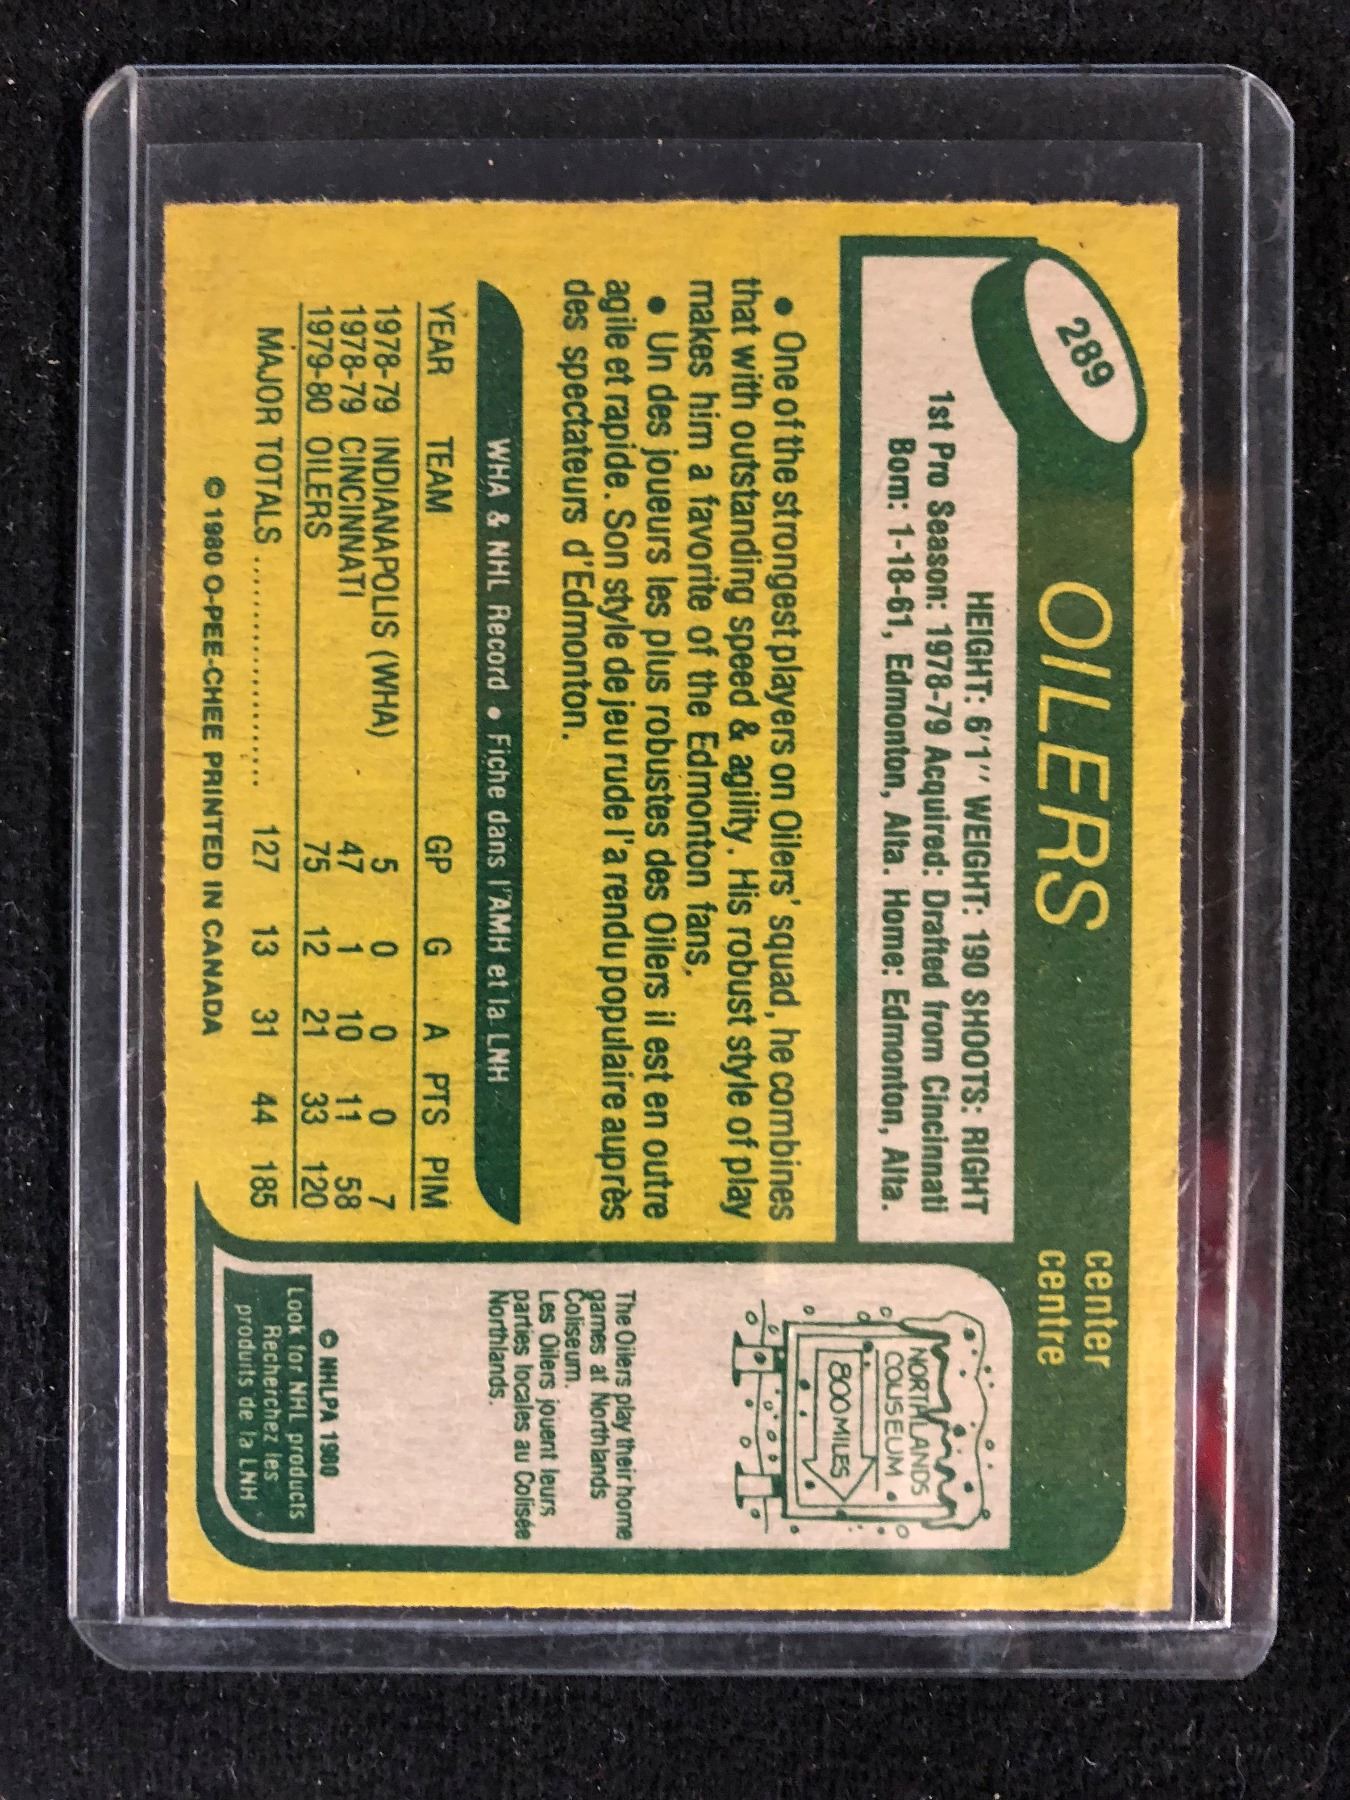 289
OILERS
center
centre
HEIGHT: 6'1" WEIGHT: 190 SHOOTS: RIGHT
1st Pro Season: 1978-79 Acquired: Drafted from Cincinnati
Born: 1-18-61, Edmonton, Alta. Home: Edmonton, Alta.
• One of the strongest players on Oilers' squad, he combines
that with outstanding speed & agility. His robust style of play
makes him a favorite of the Edmonton fans.
• Un des joueurs les plus robustes des Oilers il est en outre
agile et rapide. Son style de jeu rude l'a rendu populaire auprès
des spectateurs d'Edmonton.
WHA & NHL Record • Fiche dans l'AMH et la LNH
YEAR TEAM GP G A PTS PIM
1978-79 INDIANAPOLIS (WHA) 5 0 0 0 7
1978-79 CINCINNATI 47 1 10 11 58
1979-80 OILERS 75 12 21 33 120
MAJOR TOTALS ........................ 127 13 31 44 185
© 1980 O-PEE-CHEE PRINTED IN CANADA
NORTHLANDS
COLISEUM
800 MILES
The Oilers play their home
games at Northlands
Coliseum.
Les Oilers jouent leurs
parties locales au Colisée
Northlands.
© NHLPA 1980
Look for NHL products
Recherchez les
produits de la LNH